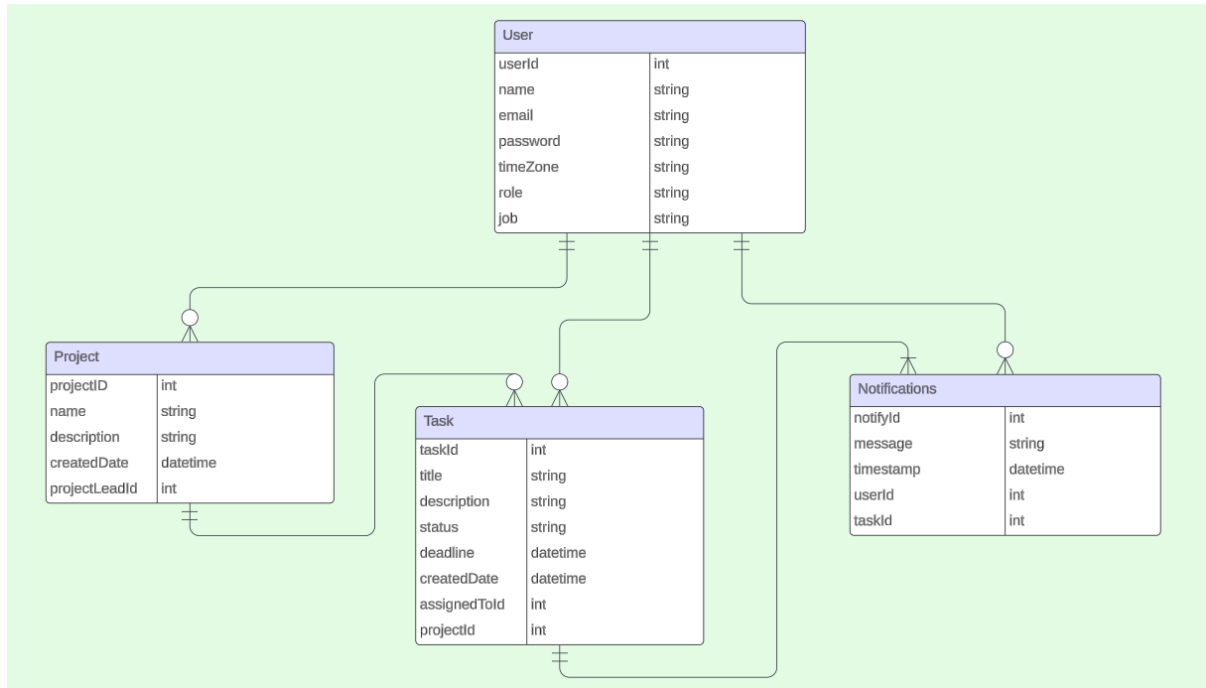 User
userId int
name string
email string
password string
timeZone string
role string
job string
Project
projectID int
name string
description string
createdDate datetime
projectLeadId int
Task
taskId int
title string
description string
status string
deadline datetime
createdDate datetime
assignedToId int
projectId int
Notifications
notifyId int
message string
timestamp datetime
userId int
taskId int